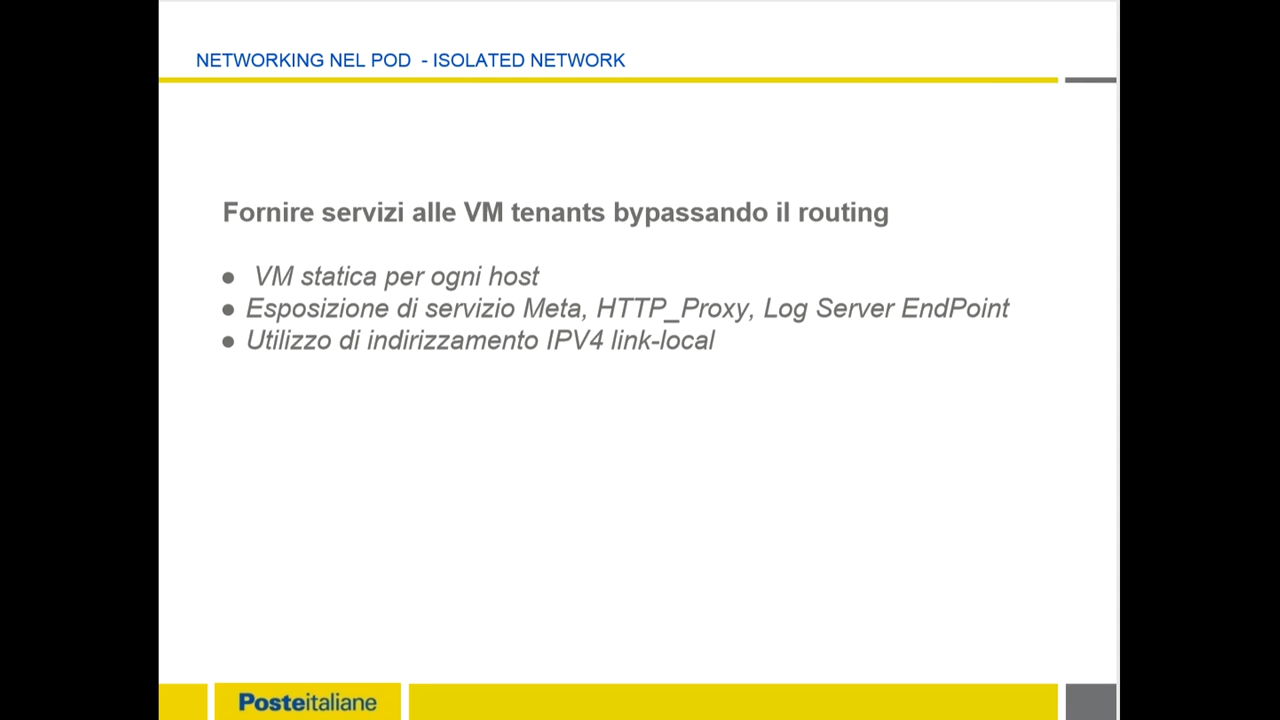 NETWORKING NEL POD - ISOLATED NETWORK
Fornire servizi alle VM tenants bypassando il routing
● VM statica per ogni host
● Esposizione di servizio Meta, HTTP_Proxy, Log Server EndPoint
● Utilizzo di indirizzamento IPV4 link-local
Posteitaliane